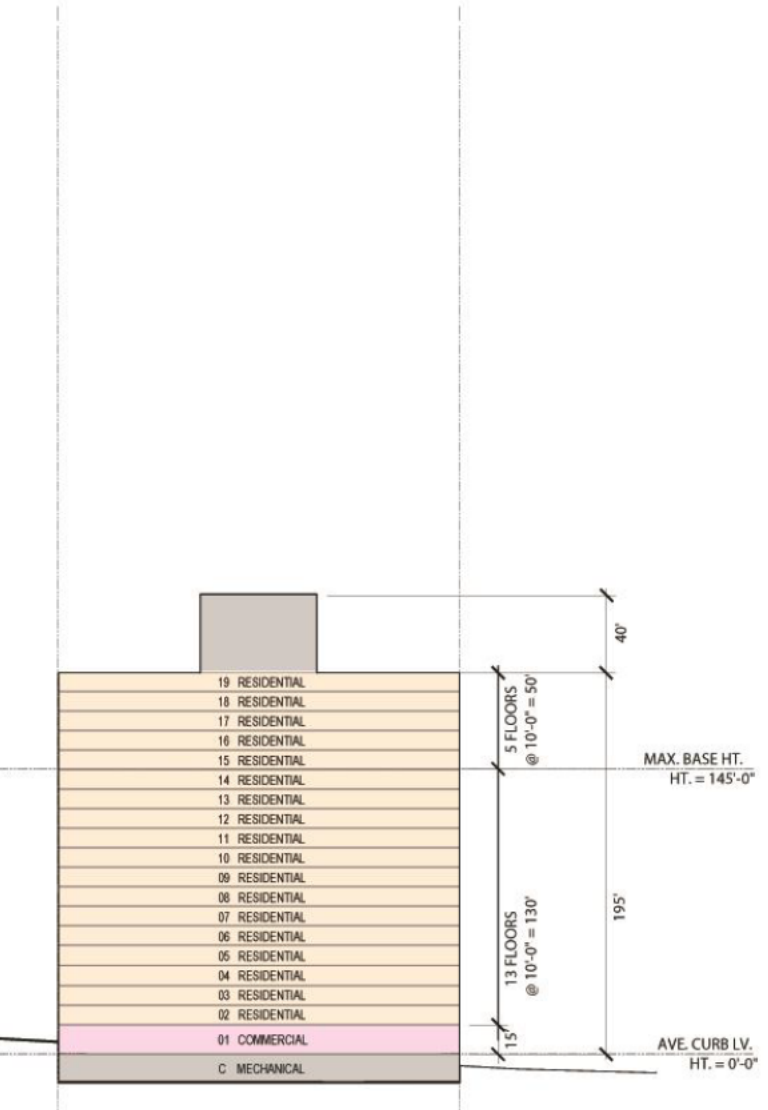 40'
19 RESIDENTIAL
18 RESIDENTIAL
17 RESIDENTIAL
16 RESIDENTIAL
15 RESIDENTIAL
14 RESIDENTIAL
13 RESIDENTIAL
12 RESIDENTIAL
11 RESIDENTIAL
10 RESIDENTIAL
09 RESIDENTIAL
08 RESIDENTIAL
07 RESIDENTIAL
06 RESIDENTIAL
05 RESIDENTIAL
04 RESIDENTIAL
03 RESIDENTIAL
02 RESIDENTIAL
01 COMMERCIAL
C MECHANICAL
5 FLOORS
@ 10'-0" = 50'
13 FLOORS
@ 10'-0" = 130'
15'
195'
MAX. BASE HT.
HT. = 145'-0"
AVE. CURB LV.
HT. = 0'-0"